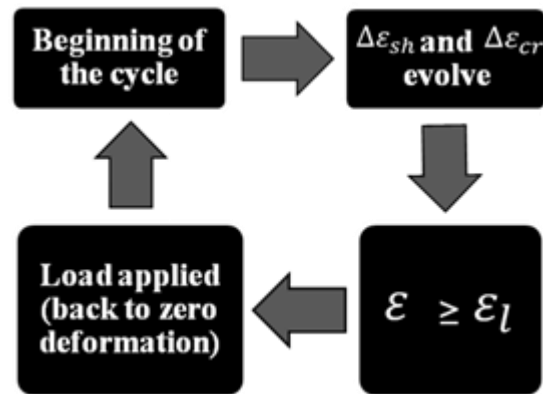 Beginning of
the cycle
Δε_sh and Δε_cr
evolve
Load applied
(back to zero
deformation)
ε ≥ ε_l